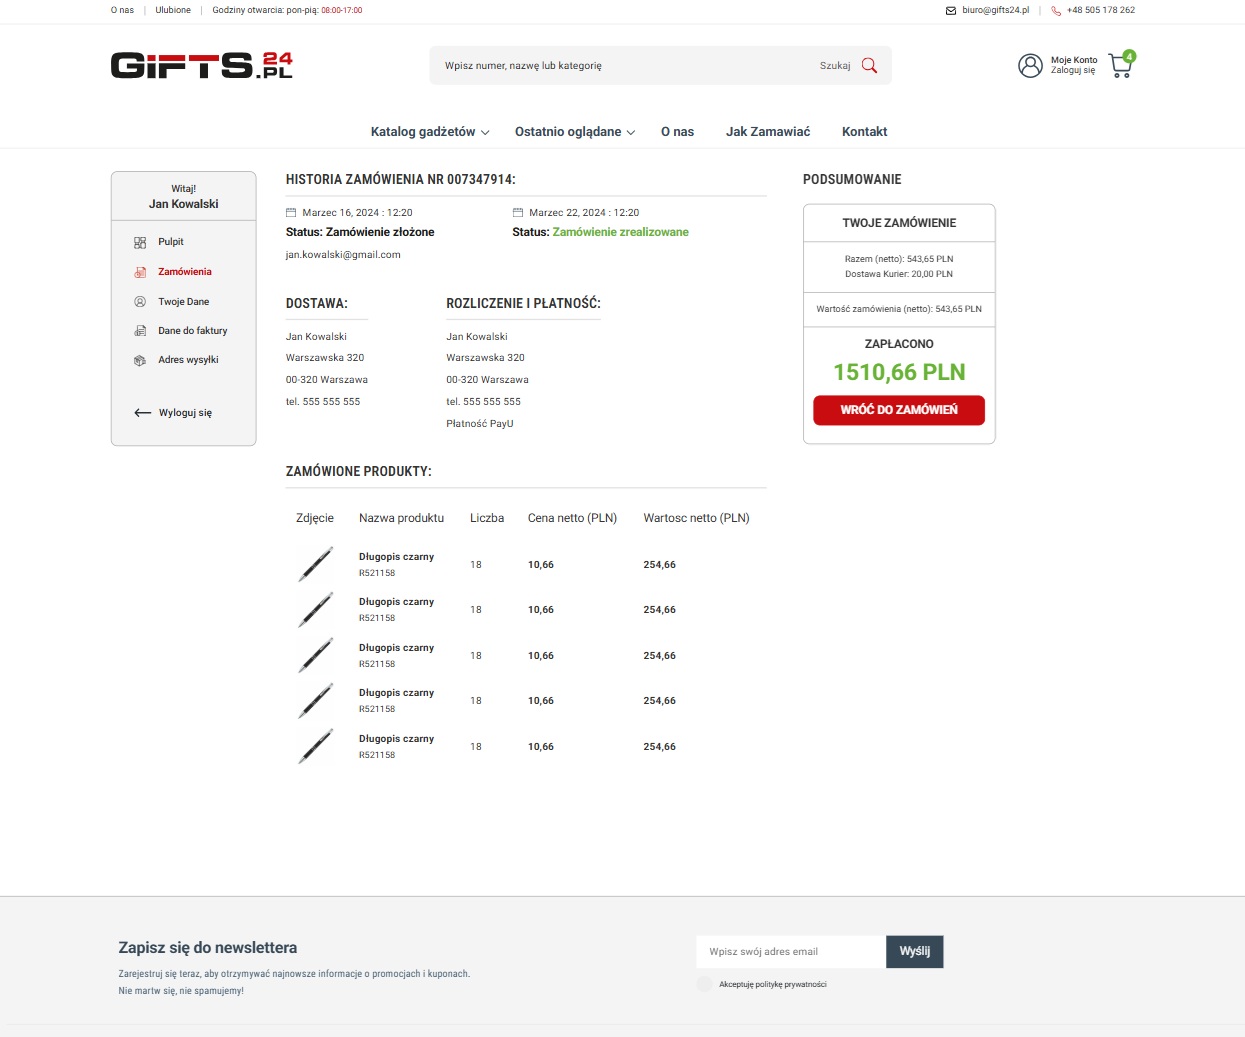 O nas | Ulubione | Godziny otwarcia: pon-pią: 08:00-17:00
biuro@gifts24.pl | +48 505 178 262
GiFTS24.PL
Wpisz numer, nazwę lub kategorię Szukaj
Moje Konto
Zaloguj się
4
Katalog gadżetów Ostatnio oglądane O nas Jak Zamawiać Kontakt
Witaj!
Jan Kowalski
Pulpit
Zamówienia
Twoje Dane
Dane do faktury
Adres wysyłki
Wyloguj się
HISTORIA ZAMÓWIENIA NR 007347914:
Marzec 16, 2024 : 12:20
Status: Zamówienie złożone
jan.kowalski@gmail.com
Marzec 22, 2024 : 12:20
Status: Zamówienie zrealizowane
DOSTAWA:
Jan Kowalski
Warszawska 320
00-320 Warszawa
tel. 555 555 555
ROZLICZENIE I PŁATNOŚĆ:
Jan Kowalski
Warszawska 320
00-320 Warszawa
tel. 555 555 555
Płatność PayU
PODSUMOWANIE
TWOJE ZAMÓWIENIE
Razem (netto): 543,65 PLN
Dostawa Kurier: 20,00 PLN
Wartość zamówienia (netto): 543,65 PLN
ZAPŁACONO
1510,66 PLN
WRÓĆ DO ZAMÓWIEŃ
ZAMÓWIONE PRODUKTY:
Zdjęcie Nazwa produktu Liczba Cena netto (PLN) Wartosc netto (PLN)
Długopis czarny
R521158
18 10,66 254,66
Długopis czarny
R521158
18 10,66 254,66
Długopis czarny
R521158
18 10,66 254,66
Długopis czarny
R521158
18 10,66 254,66
Długopis czarny
R521158
18 10,66 254,66
Zapisz się do newslettera
Zarejestruj się teraz, aby otrzymywać najnowsze informacje o promocjach i kuponach.
Nie martw się, nie spamujemy!
Wpisz swój adres email Wyślij
Akceptuję politykę prywatności